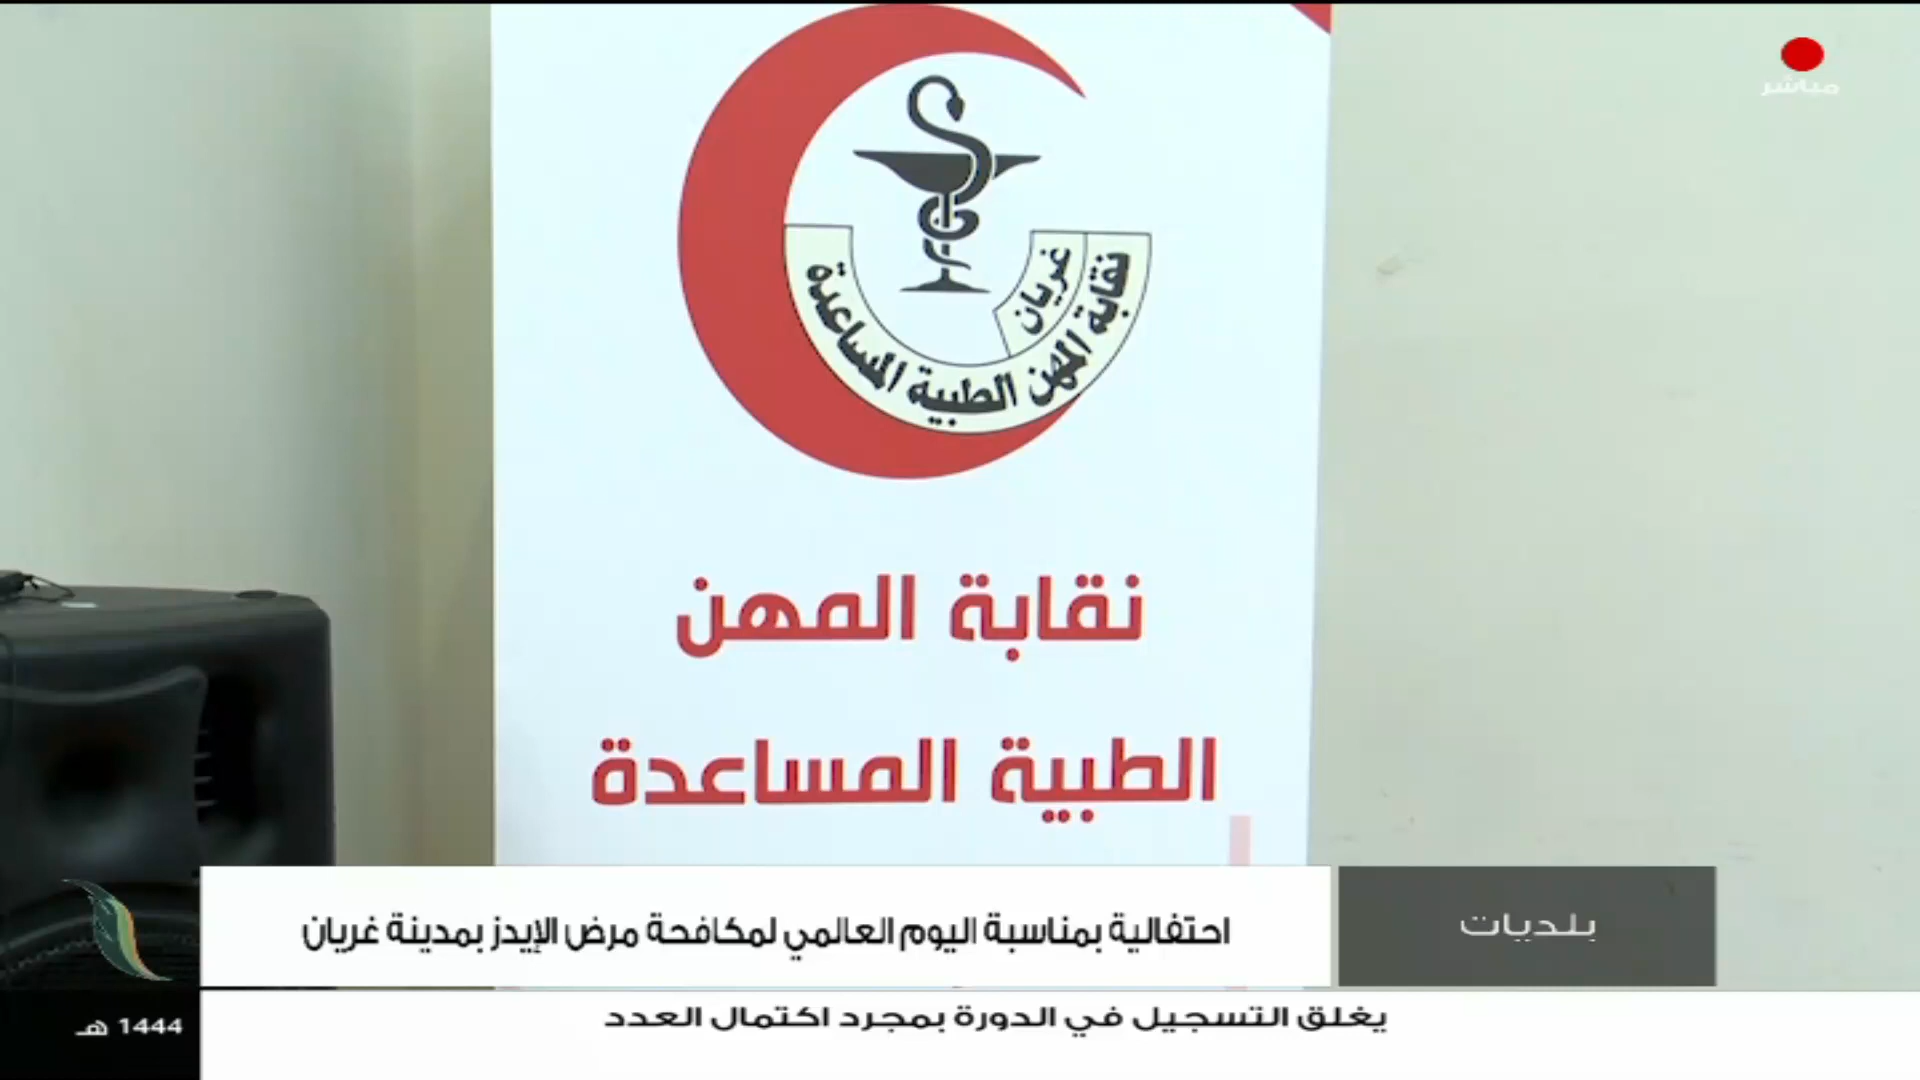 مباشر
غريان
نقابة المهن الطبية المساعدة
نقابة المهن
الطبية المساعدة
بلديات
احتفالية بمناسبة اليوم العالمي لمكافحة مرض الإيدز بمدينة غريان
يغلق التسجيل في الدورة بمجرد اكتمال العدد
1444 هـ